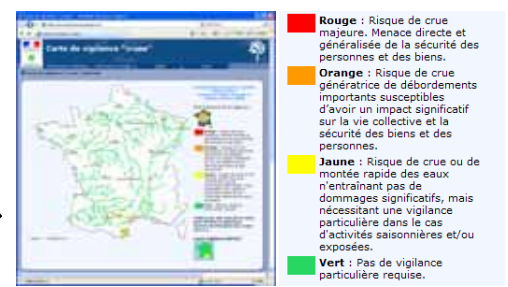 Carte de vigilance "crues"
Rouge : Risque de crue
majeure. Menace directe et
généralisée de la sécurité des
personnes et des biens.
Orange : Risque de crue
génératrice de débordements
importants susceptibles
d'avoir un impact significatif
sur la vie collective et la
sécurité des biens et des
personnes.
Jaune : Risque de crue ou de
montée rapide des eaux
n'entraînant pas de
dommages significatifs, mais
nécessitant une vigilance
particulière dans le cas
d'activités saisonnières et/ou
exposées.
Vert : Pas de vigilance
particulière requise.